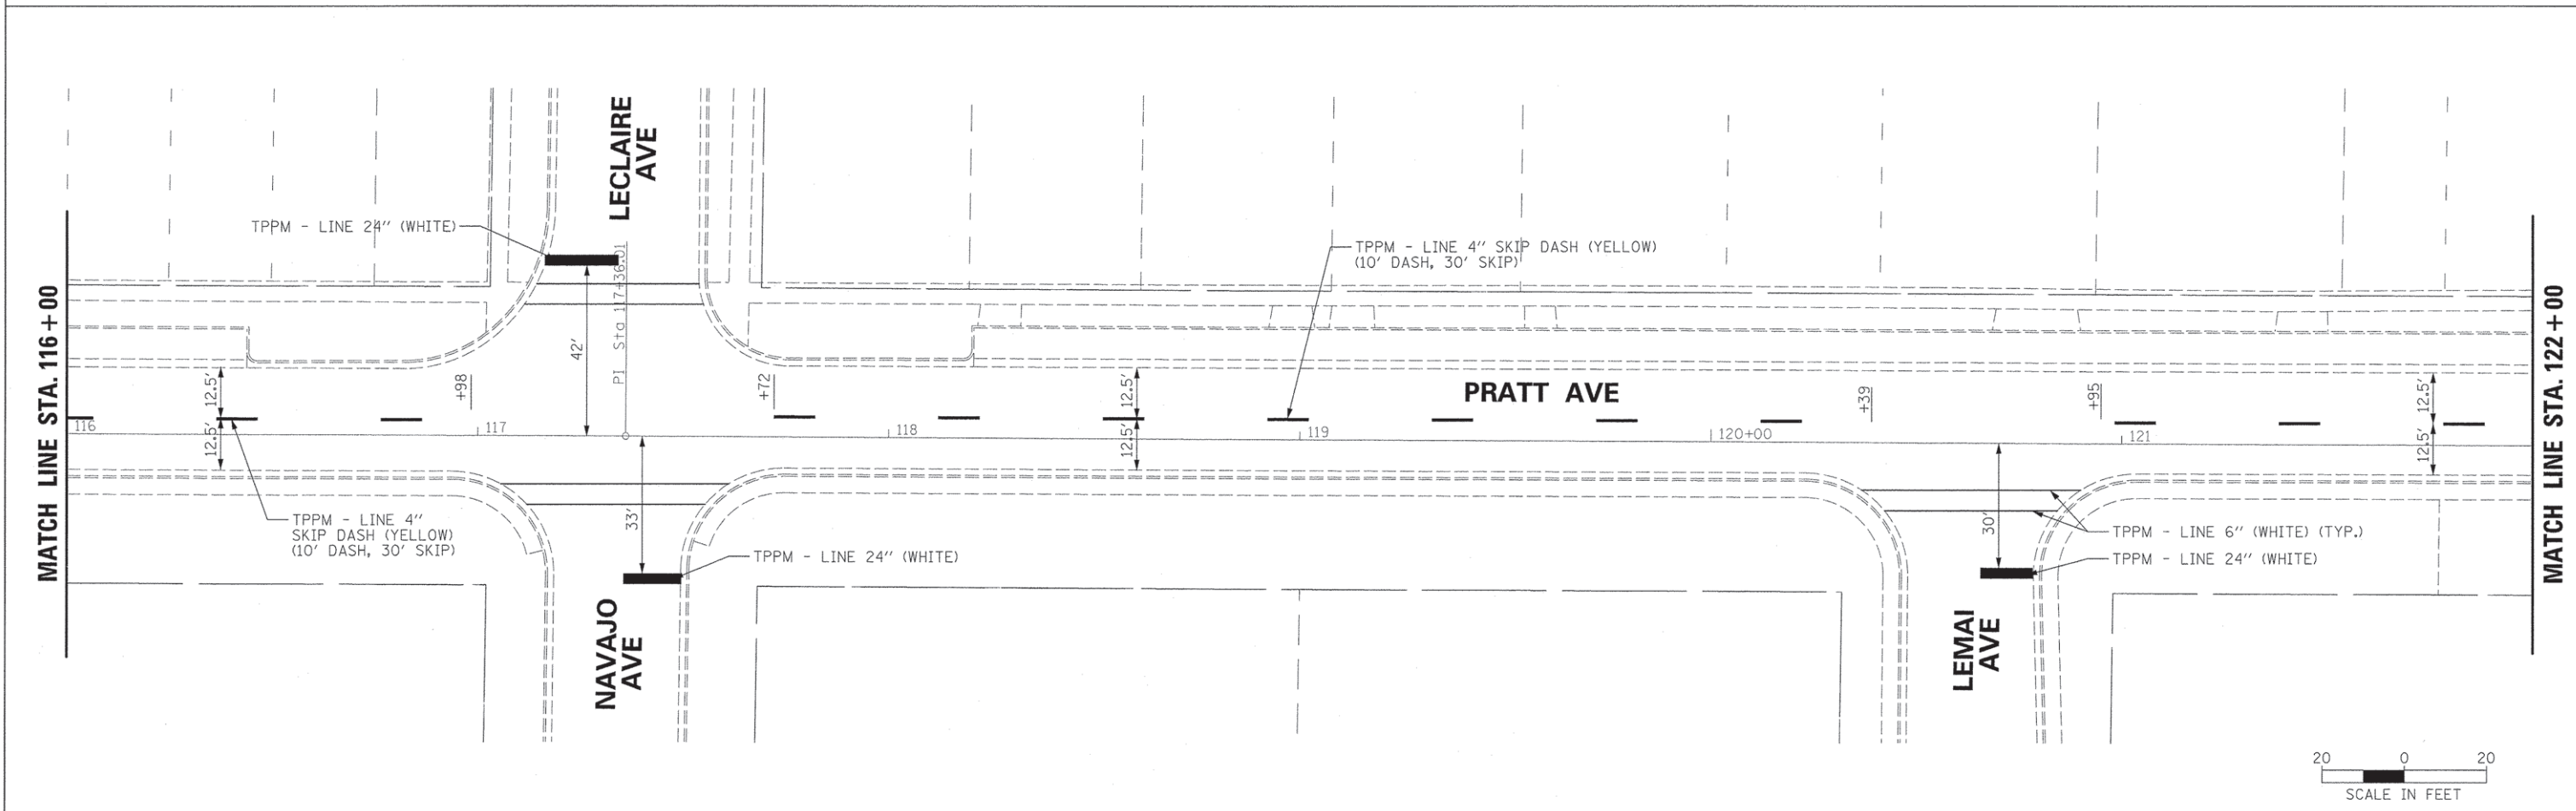 MATCH LINE STA. 116 + 00
LECLAIRE
AVE
TPPM - LINE 24" (WHITE)
PI Sta 17+36.01
42'
TPPM - LINE 4" SKIP DASH (YELLOW)
(10' DASH, 30' SKIP)
12.5'
12.5'
+98
+72
12.5'
12.5'
PRATT AVE
+39
+95
12.5'
12.5'
116
117
118
119
120+00
121
TPPM - LINE 4"
SKIP DASH (YELLOW)
(10' DASH, 30' SKIP)
33'
TPPM - LINE 24" (WHITE)
NAVAJO
AVE
30'
TPPM - LINE 6" (WHITE) (TYP.)
TPPM - LINE 24" (WHITE)
LEMAI
AVE
MATCH LINE STA. 122 + 00
20 0 20
SCALE IN FEET